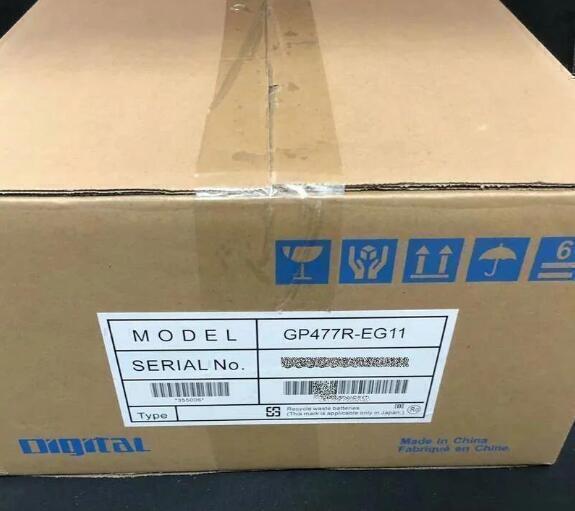 6
MODEL GP477R-EG11
SERIAL No.
*355006*
Type
Recycle waste batteries
(This mark is applicable only in Japan.)
Digital
Made in China
Fabriqué en Chine